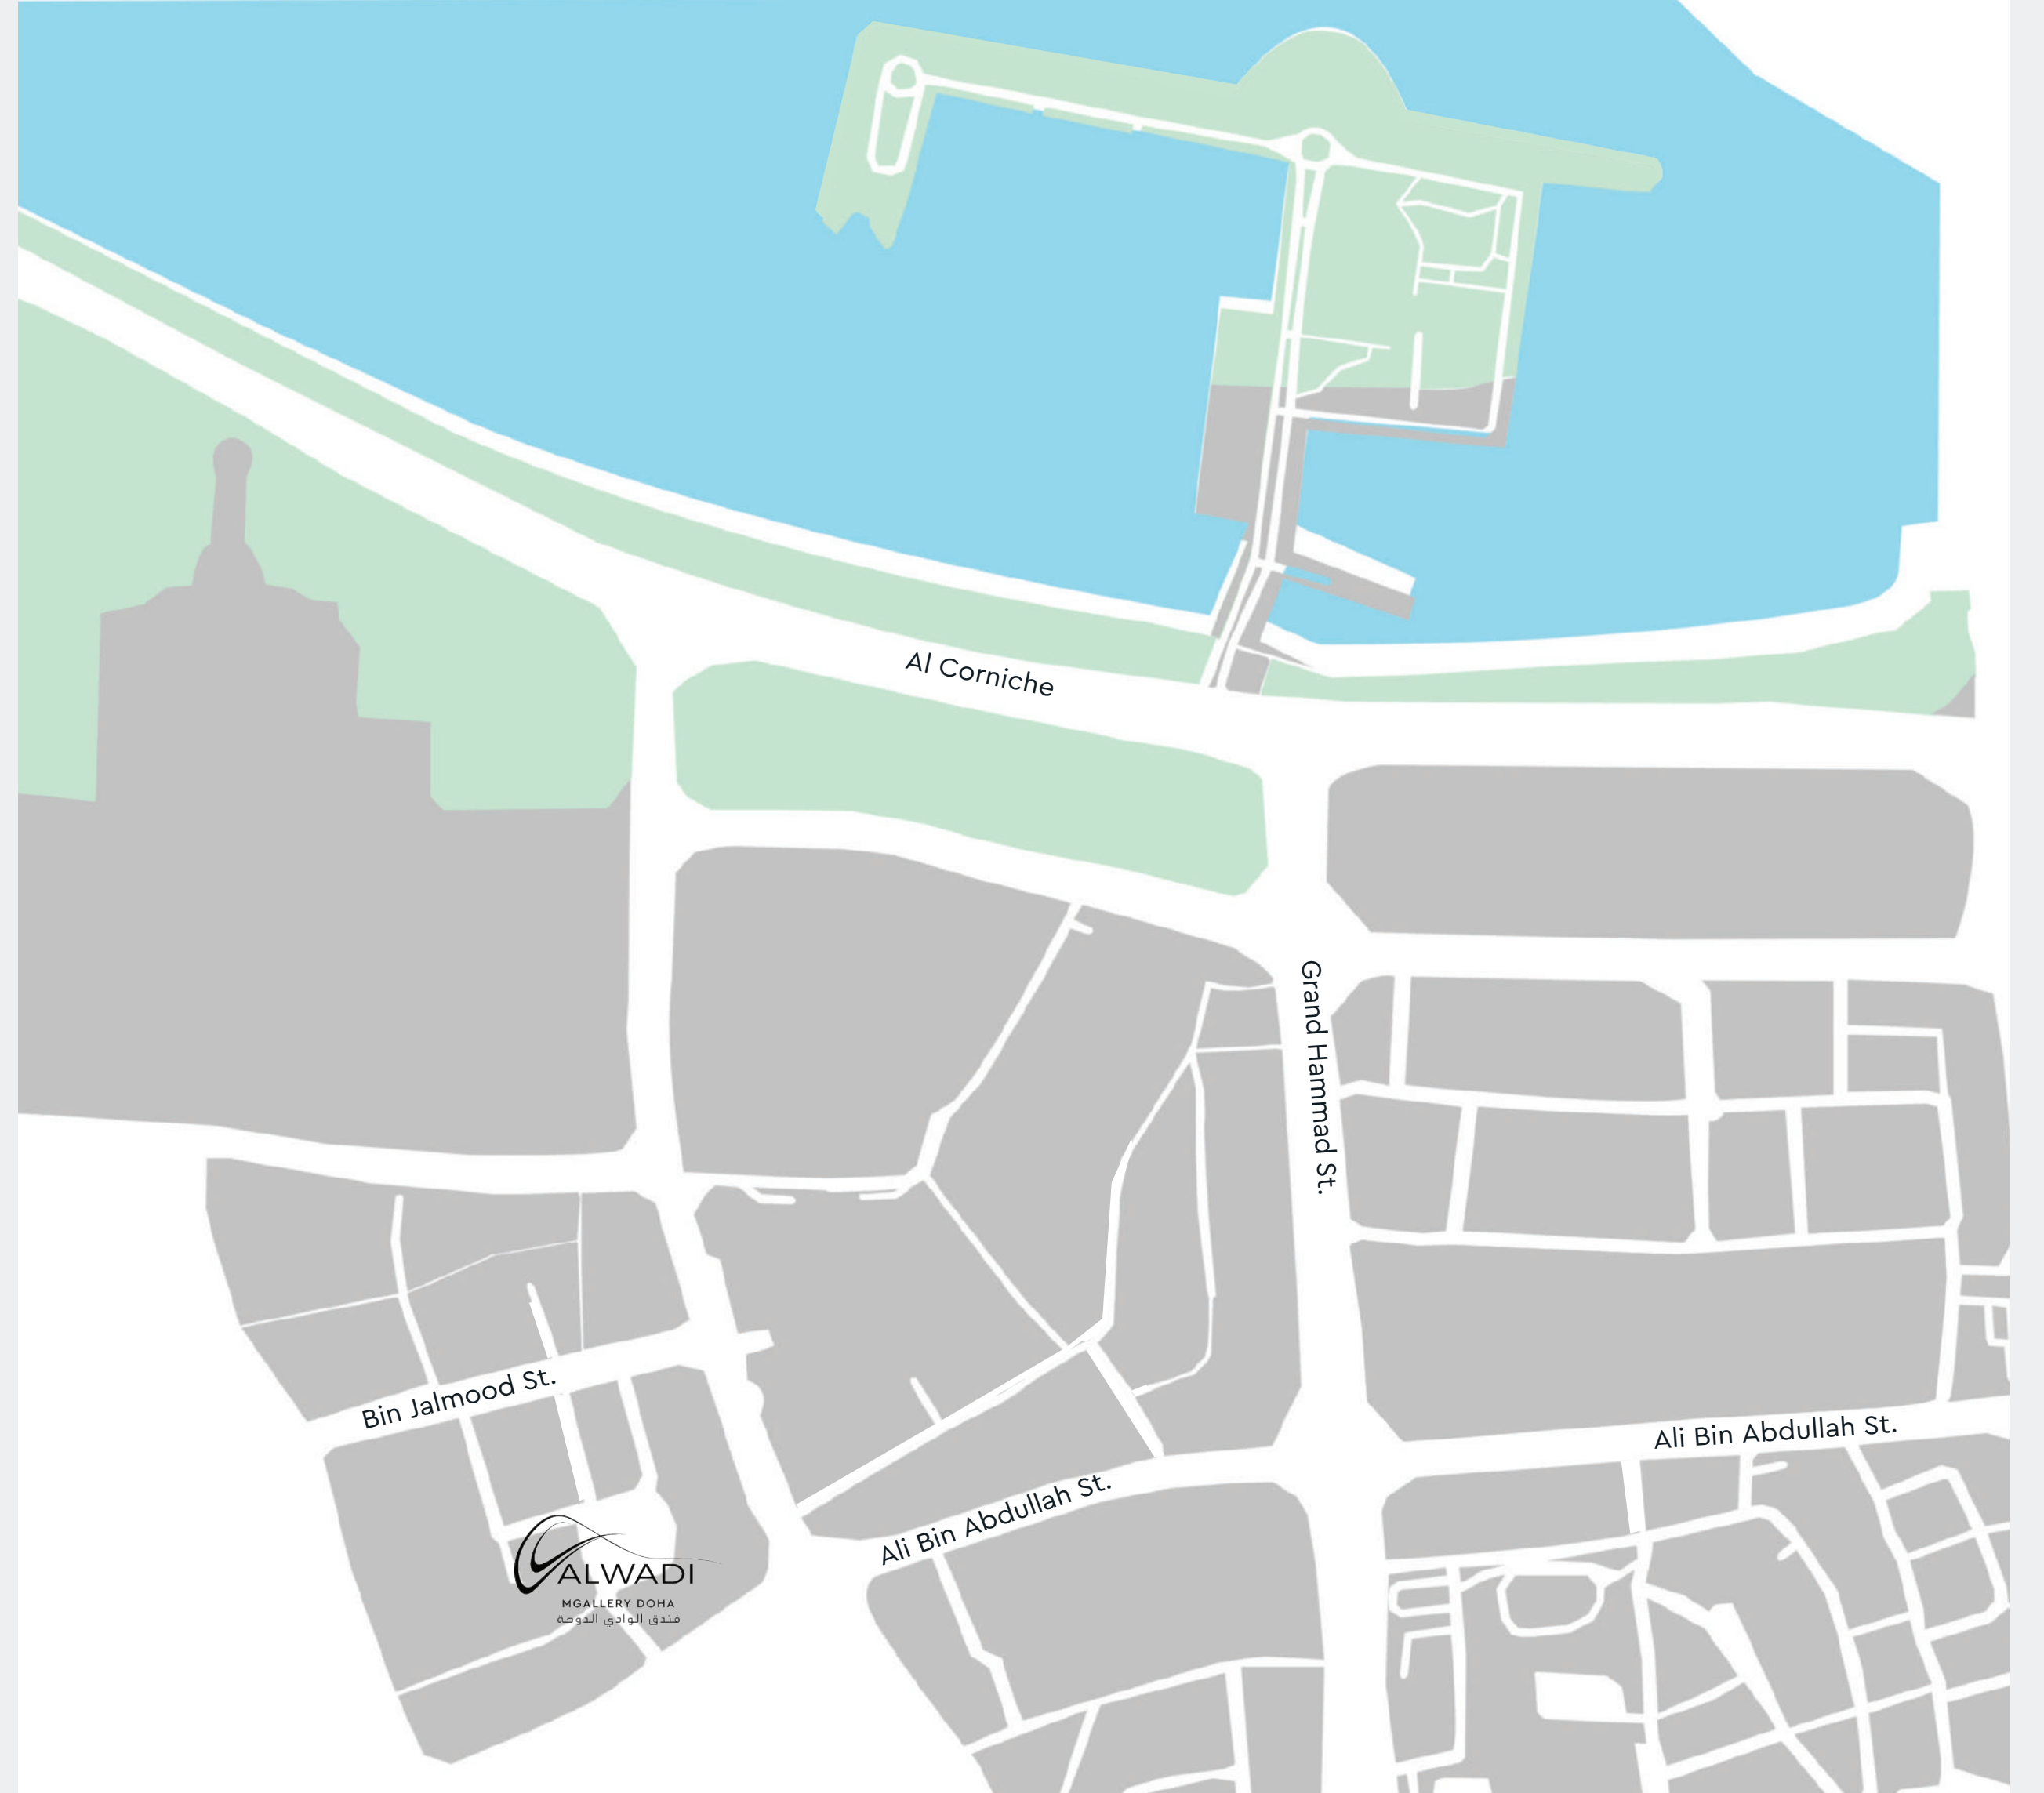 Al Corniche
Grand Hammad St.
Bin Jalmood St.
Ali Bin Abdullah St.
Ali Bin Abdullah St.
ALWADI
MGALLERY DOHA
فندق الوادي الدوحة